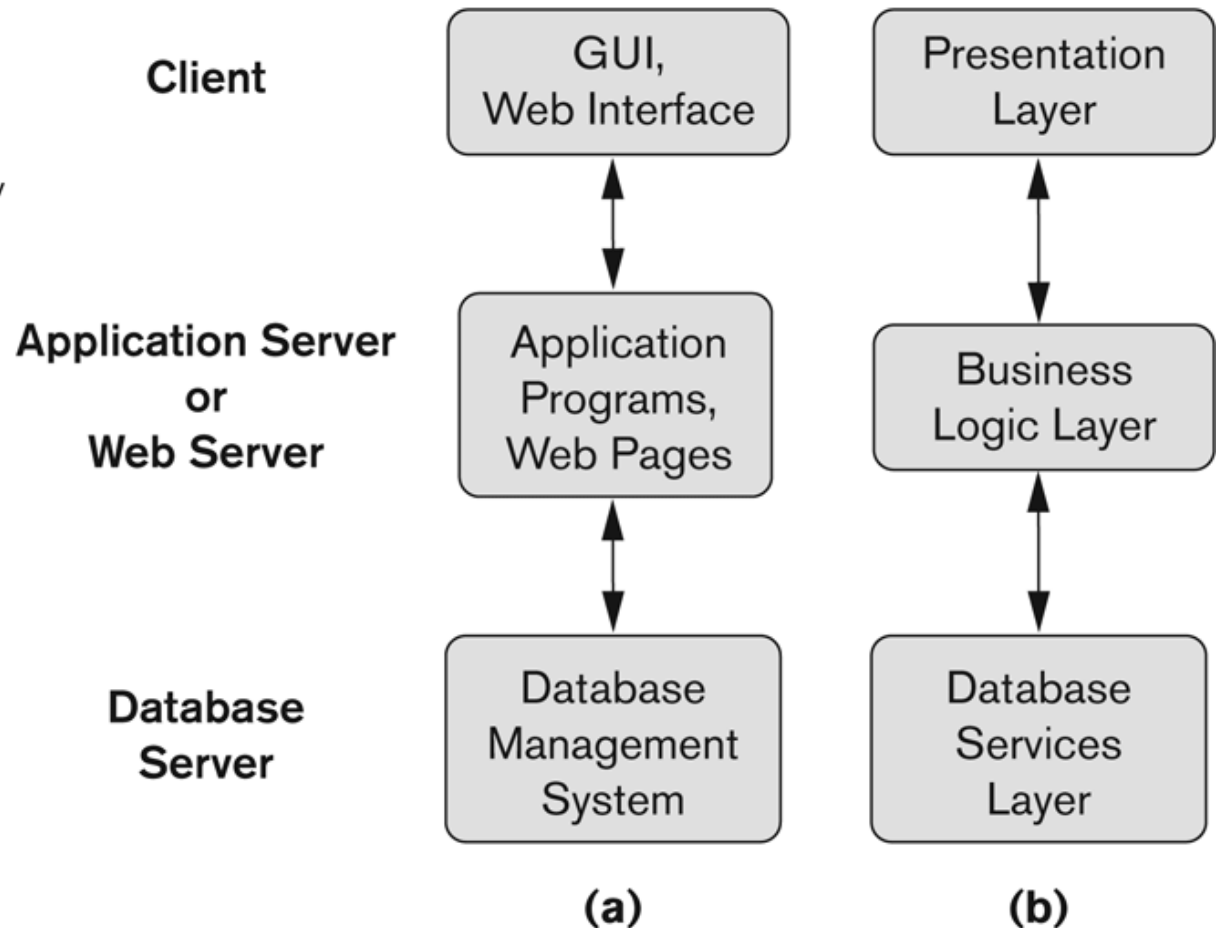 Client
GUI,
Web Interface
Presentation
Layer
Application Server
or
Web Server
Application
Programs,
Web Pages
Business
Logic Layer
Database
Server
Database
Management
System
Database
Services
Layer
(a)
(b)